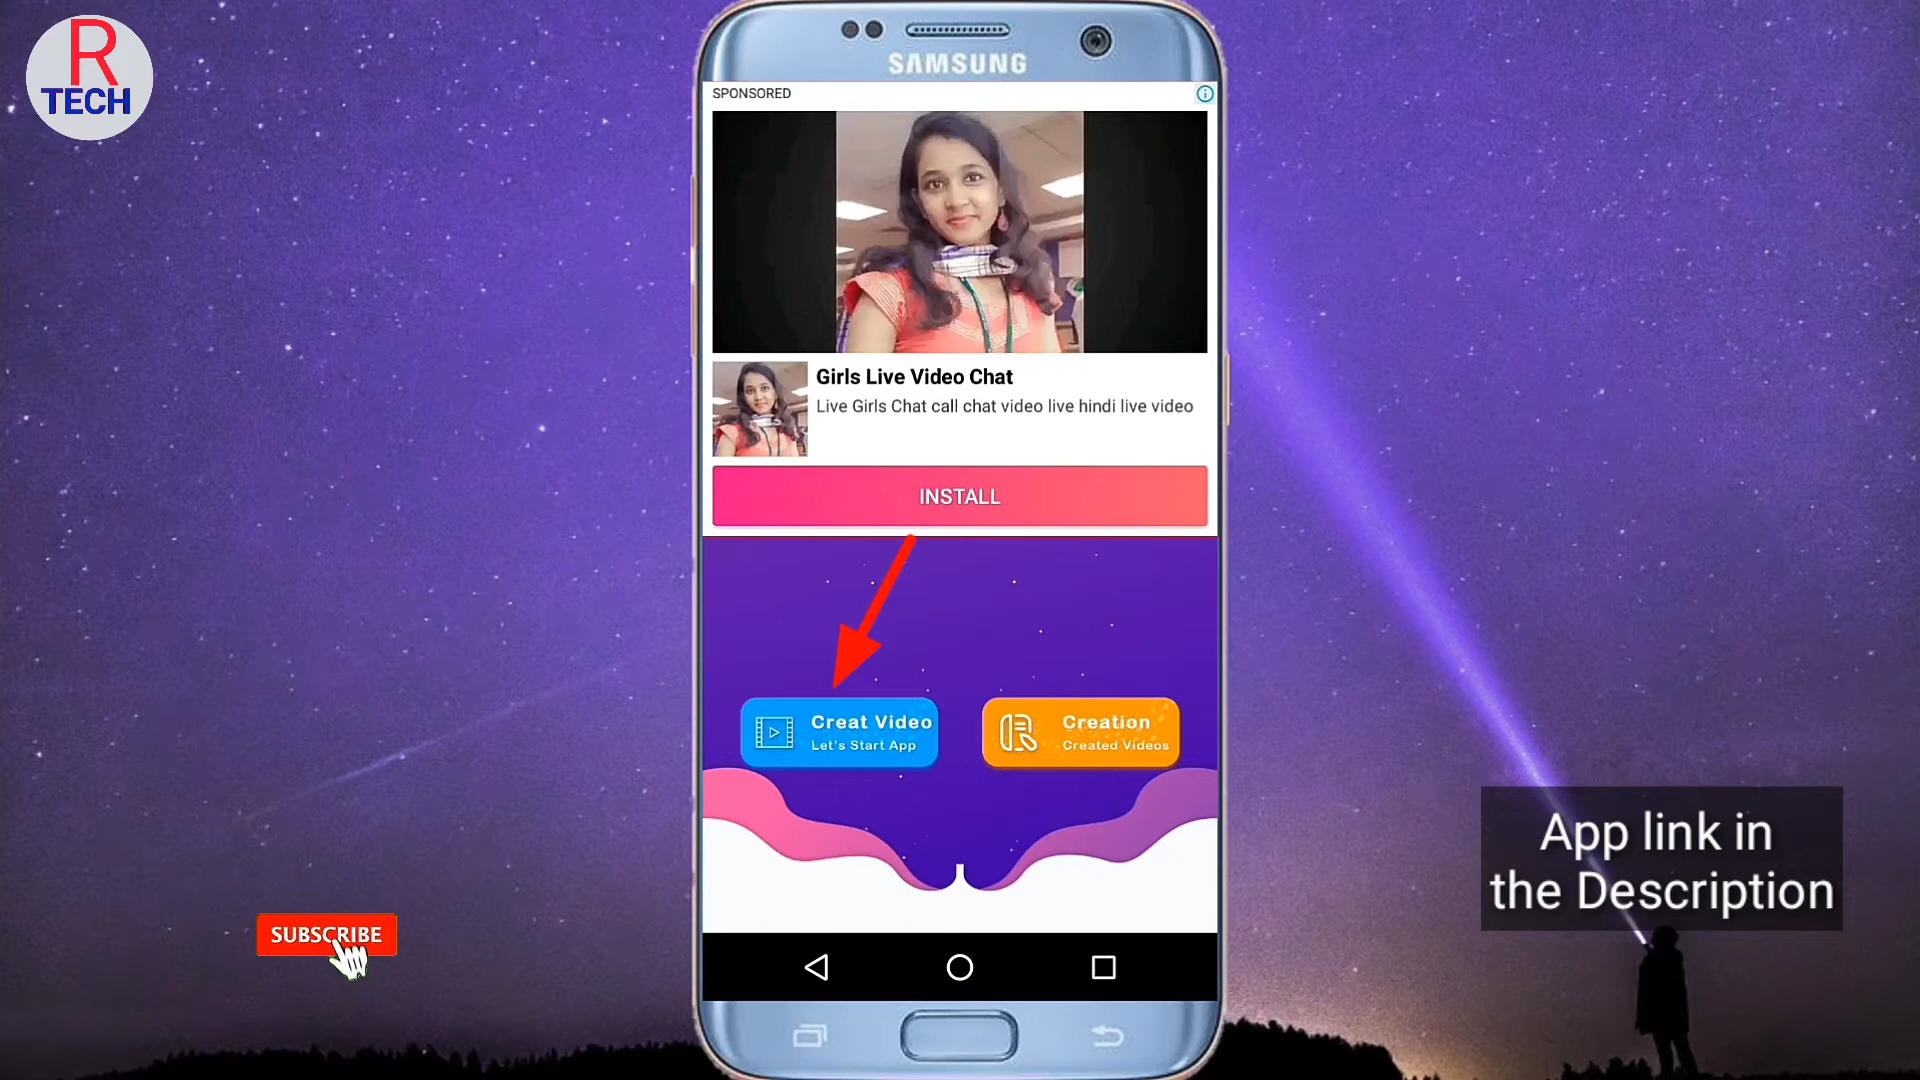 R
TECH
SAMSUNG
SPONSORED
Girls Live Video Chat
Live Girls Chat call chat video live hindi live video
INSTALL
Creat Video
Let's Start App
Creation
Created Videos
App link in
the Description
SUBSCRIBE